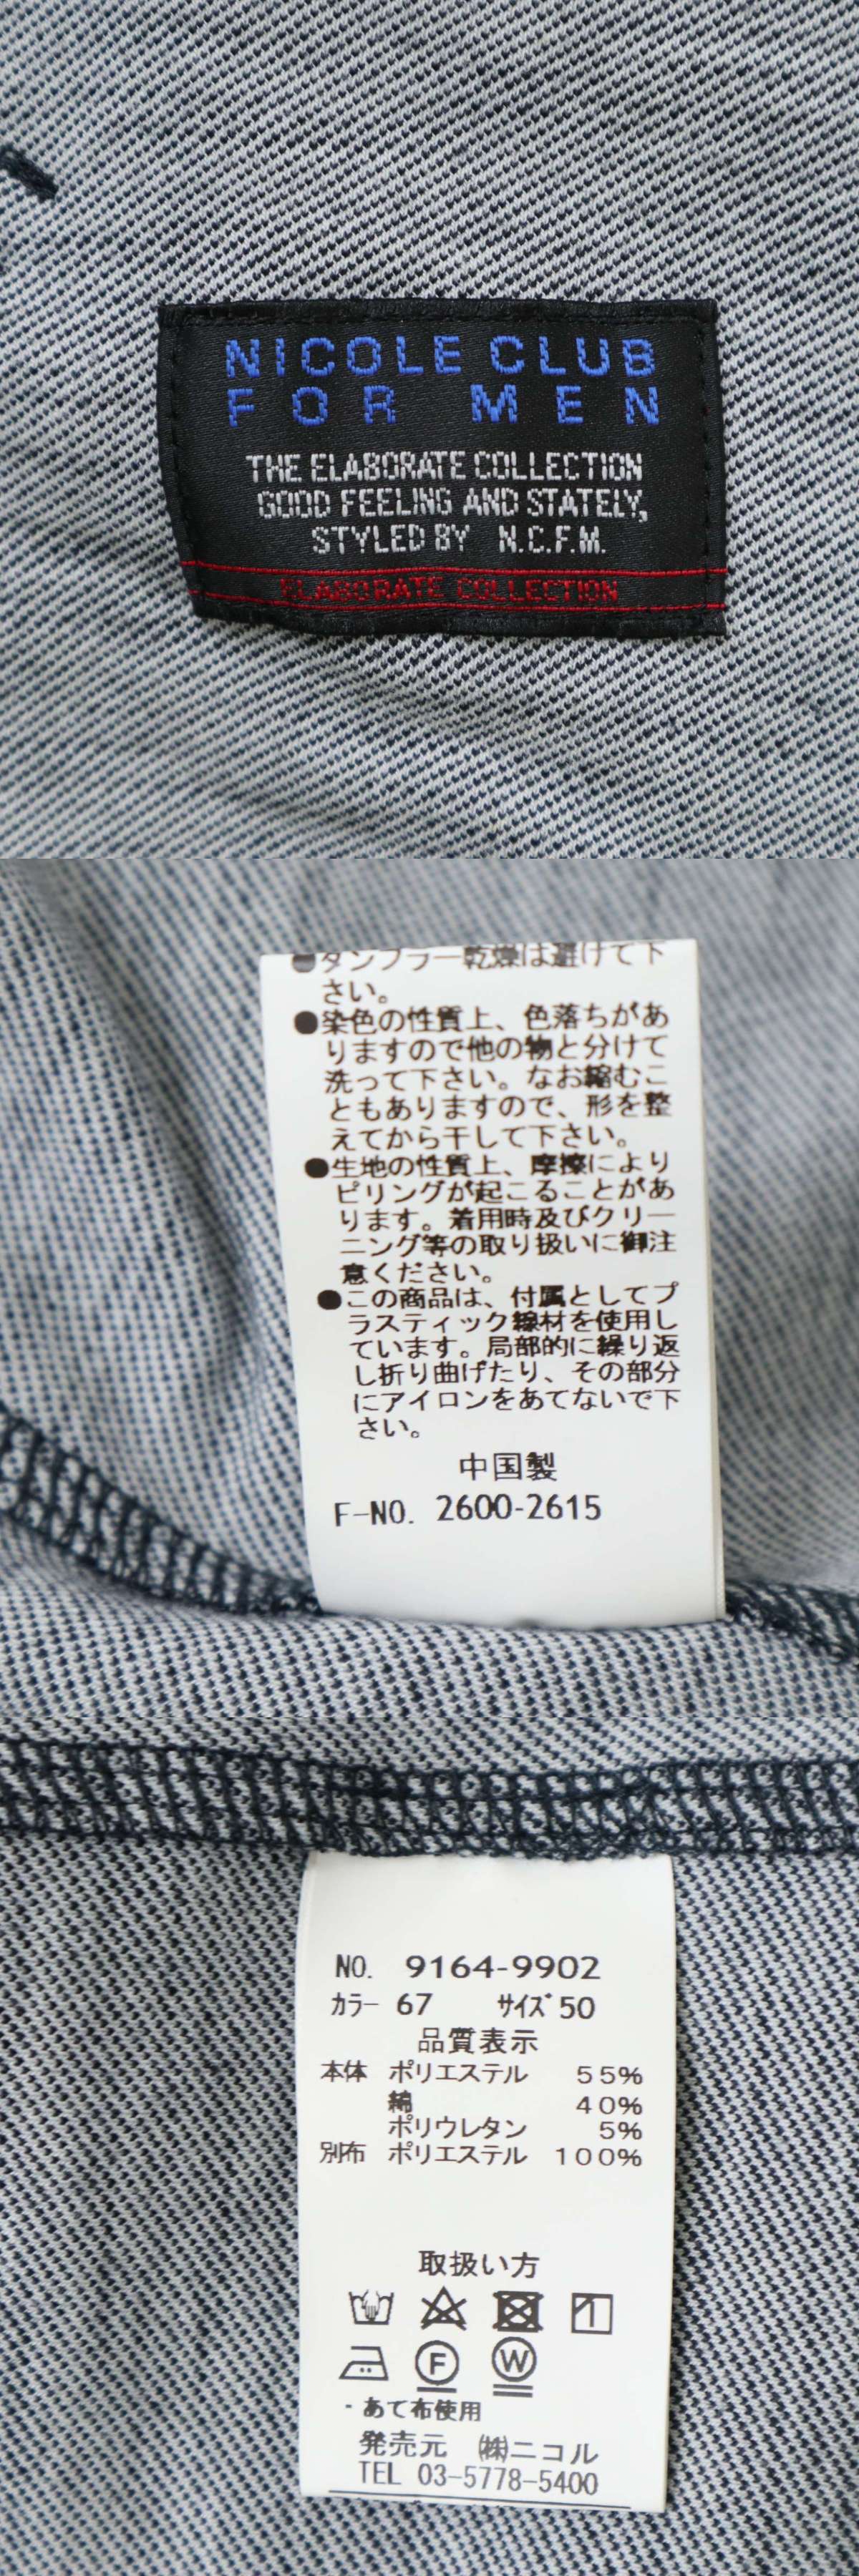 NICOLE CLUB
FOR MEN
THE ELABORATE COLLECTION
GOOD FEELING AND STATELY,
STYLED BY N.C.F.M.
ELABORATE COLLECTION
●タンブラー乾燥は避けて下
さい。
●染色の性質上、色落ちがあ
りますので他の物と分けて
洗って下さい。なお縮むこ
ともありますので、形を整
えてから干して下さい。
●生地の性質上、摩擦により
ピリングが起こることがあ
ります。着用時及びクリー
ニング等の取り扱いに御注
意ください。
●この商品は、付属としてプ
ラスティック線材を使用し
ています。局部的に繰り返
し折り曲げたり、その部分
にアイロンをあてないで下
さい。
中国製
F-NO. 2600-2615
NO. 9164-9902
カラー 67 サイズ 50
品質表示
本体 ポリエステル 55%
綿 40%
ポリウレタン 5%
別布 ポリエステル 100%
取扱い方
F W
・あて布使用
発売元 ㈱ニコル
TEL 03-5778-5400